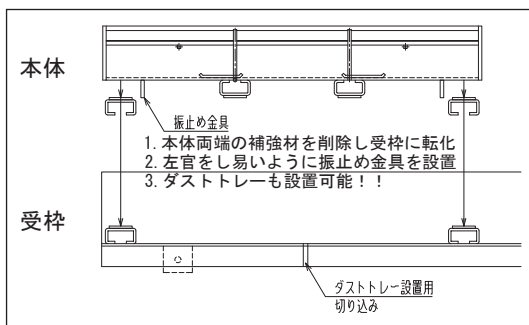 本体
振止め金具
1. 本体両端の補強材を削除し受枠に転化
2. 左官をし易いように振止め金具を設置
3. ダストトレーも設置可能！！
受枠
ダストトレー設置用
切り込み